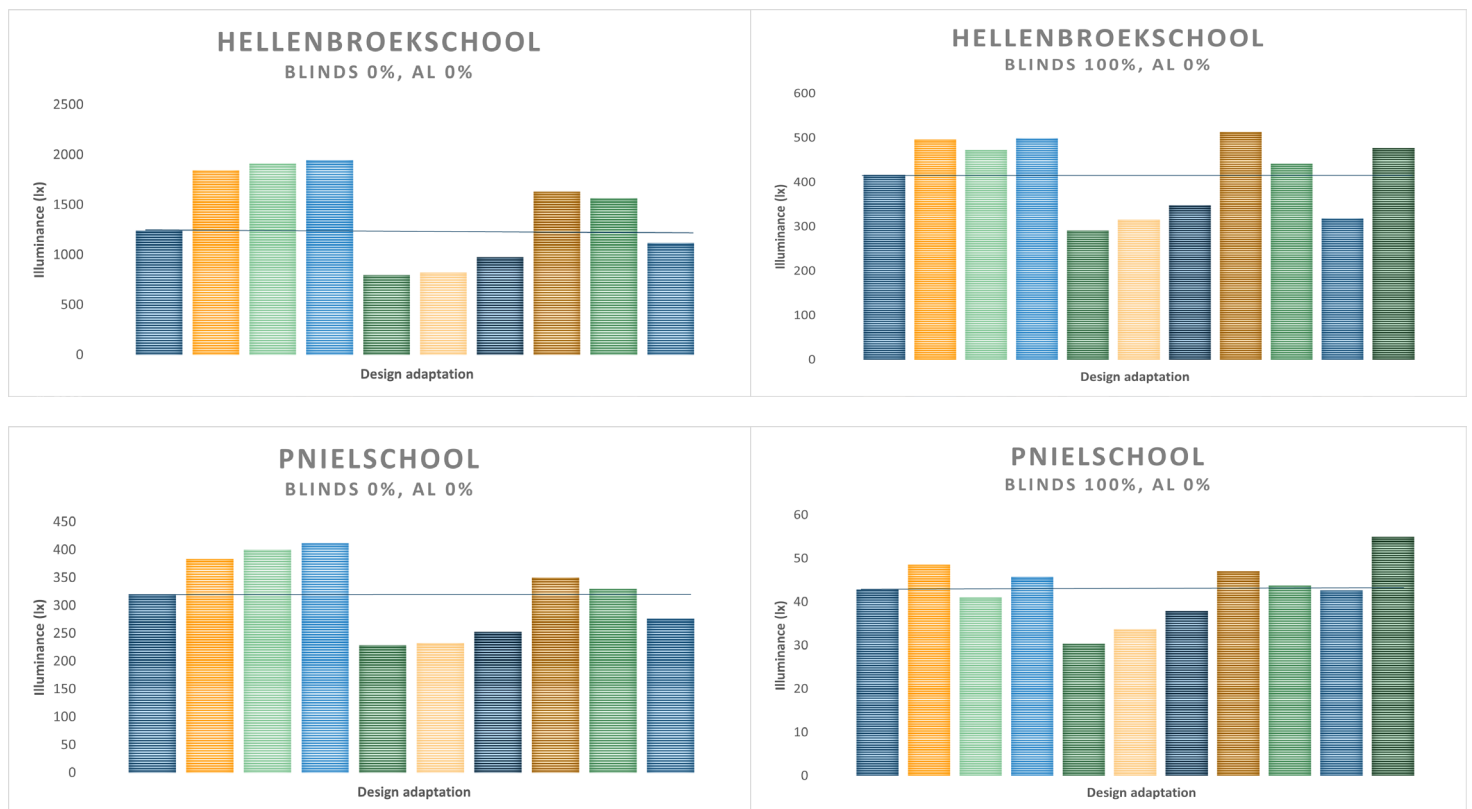 HELLENBROEKSCHOOL
BLINDS 0%, AL 0%
Illuminance (lx)
2500
2000
1500
1000
500
0
Design adaptation
HELLENBROEKSCHOOL
BLINDS 100%, AL 0%
Illuminance (lx)
600
500
400
300
200
100
0
Design adaptation
PNIELSCHOOL
BLINDS 0%, AL 0%
Illuminance (lx)
450
400
350
300
250
200
150
100
50
0
Design adaptation
PNIELSCHOOL
BLINDS 100%, AL 0%
Illuminance (lx)
60
50
40
30
20
10
0
Design adaptation